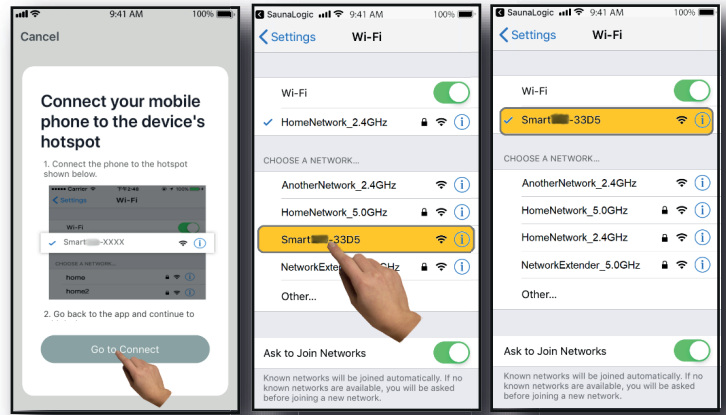 9:41 AM
100%
Cancel
Connect your mobile
phone to the device's
hotspot
1. Connect the phone to the hotspot
shown below.
Carrier
100%
Settings
Wi-Fi
Wi-Fi
Smart -XXXX
CHOOSE A NETWORK...
home
home2
2. Go back to the app and continue to
Go to Connect
SaunaLogic
9:41 AM
100%
Settings
Wi-Fi
Wi-Fi
HomeNetwork_2.4GHz
CHOOSE A NETWORK...
AnotherNetwork_2.4GHz
HomeNetwork_5.0GHz
Smart -33D5
NetworkExte GHz
Other...
Ask to Join Networks
Known networks will be joined automatically. If no
known networks are available, you will be asked
before joining a new network.
SaunaLogic
9:41 AM
100%
Settings
Wi-Fi
Wi-Fi
Smart -33D5
CHOOSE A NETWORK...
AnotherNetwork_2.4GHz
HomeNetwork_5.0GHz
HomeNetwork_2.4GHz
NetworkExtender_5.0GHz
Other...
Ask to Join Networks
Known networks will be joined automatically. If no
known networks are available, you will be asked
before joining a new network.